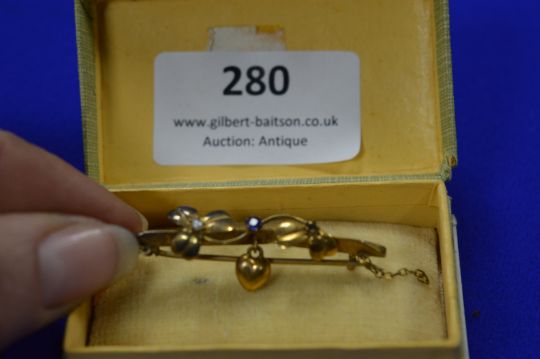 280
www.gilbert-baitson.co.uk
Auction: Antique